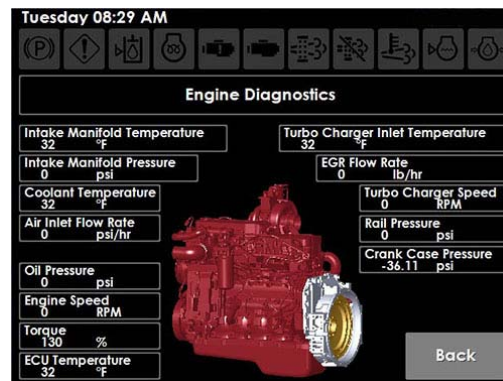 Tuesday 08:29 AM
Engine Diagnostics
Intake Manifold Temperature
32 °F
Intake Manifold Pressure
0 psi
Coolant Temperature
32 °F
Air Inlet Flow Rate
0 psi/hr
Oil Pressure
0 psi
Engine Speed
0 RPM
Torque
130 %
ECU Temperature
32 °F
Turbo Charger Inlet Temperature
32 °F
EGR Flow Rate
0 lb/hr
Turbo Charger Speed
0 RPM
Rail Pressure
0 psi
Crank Case Pressure
-36.11 psi
Back